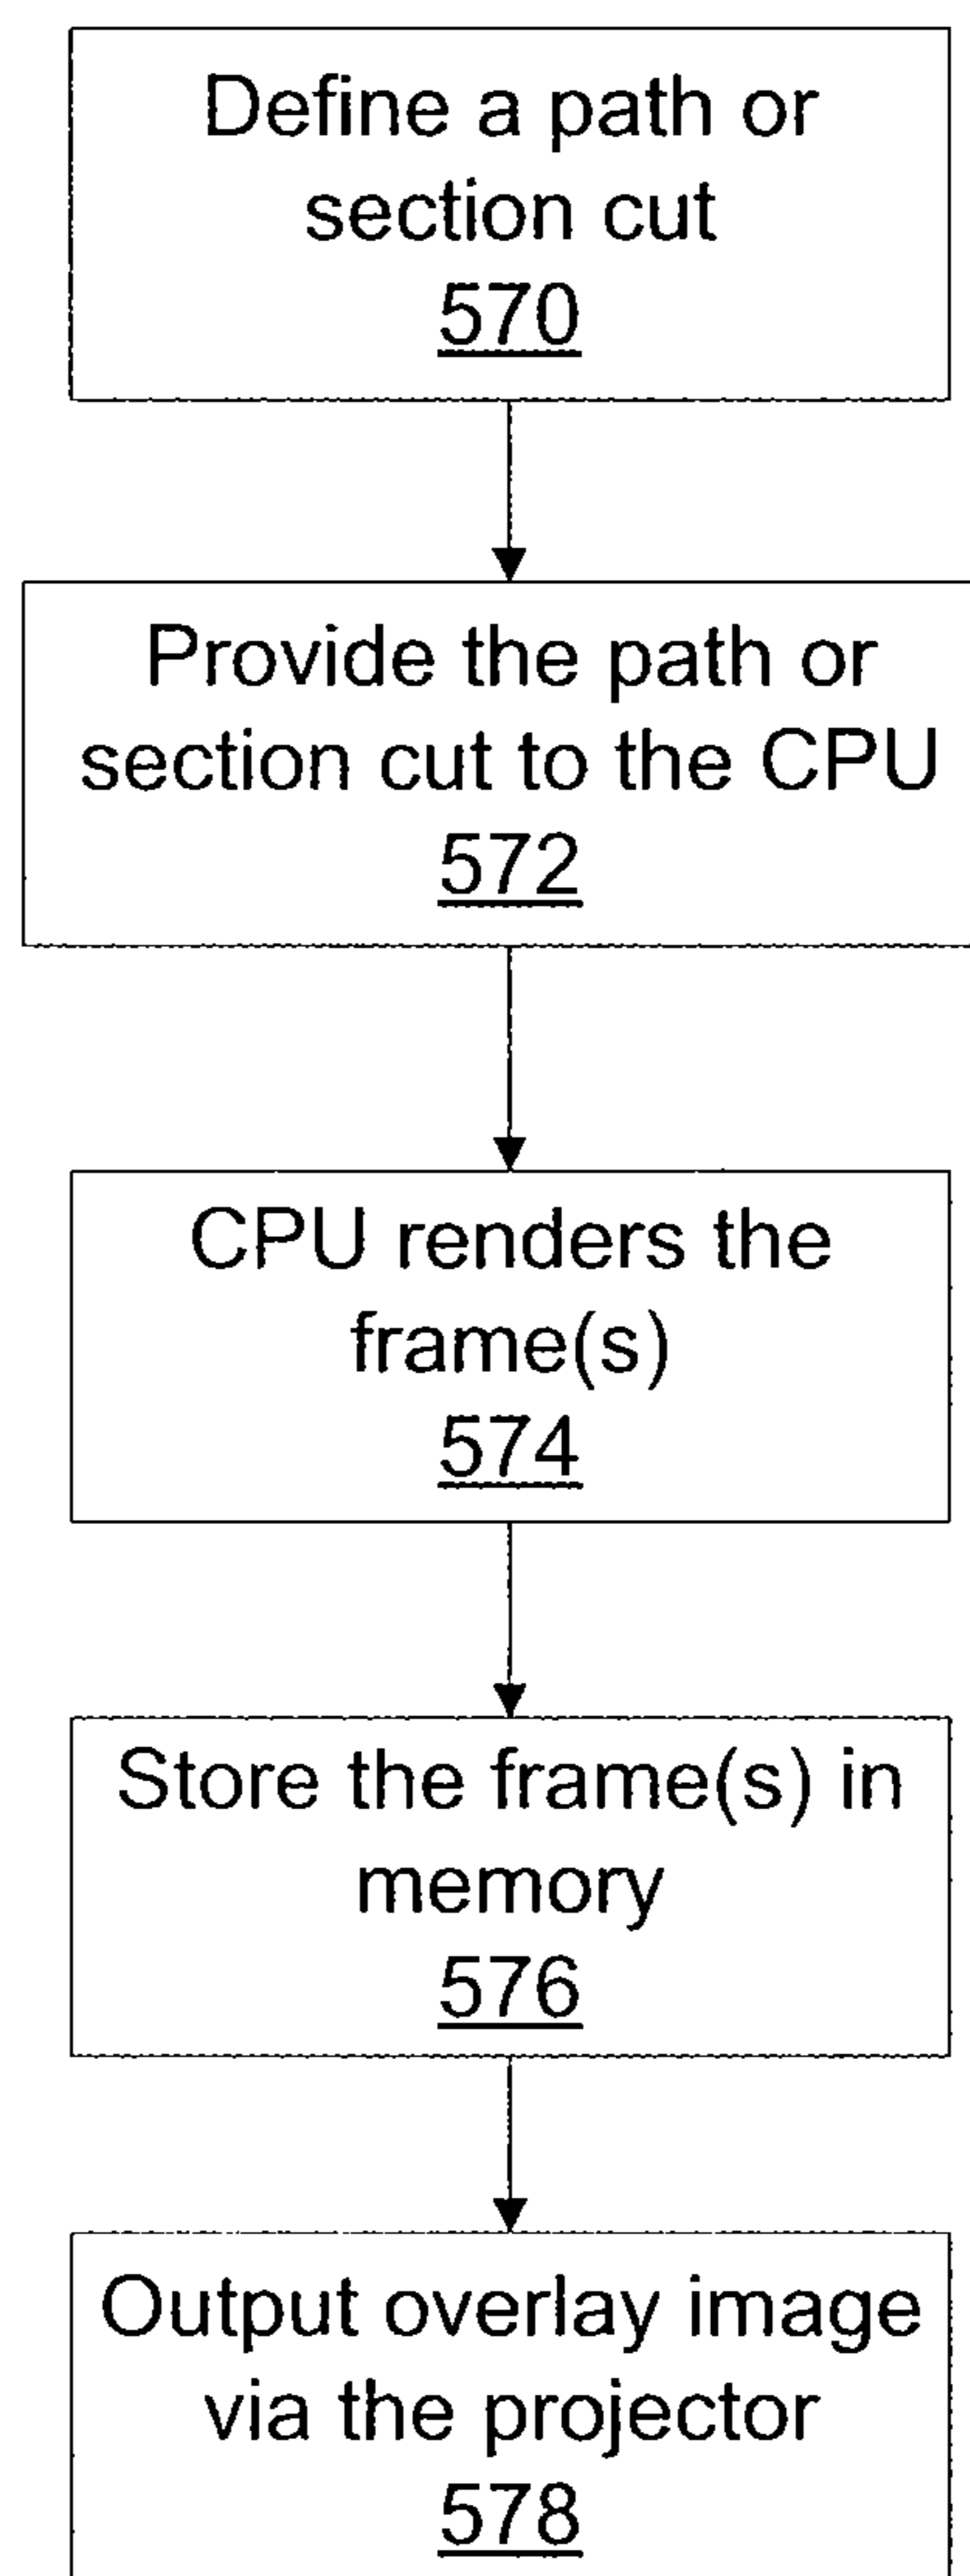 Define a path or
section cut
570
Provide the path or
section cut to the CPU
572
CPU renders the
frame(s)
574
Store the frame(s) in
memory
576
Output overlay image
via the projector
578